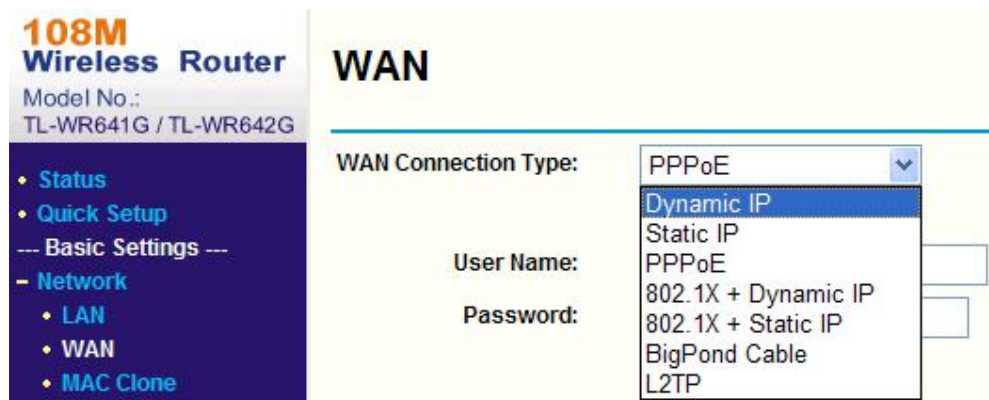 108M
Wireless Router
Model No.:
TL-WR641G / TL-WR642G
• Status
• Quick Setup
--- Basic Settings ---
– Network
• LAN
• WAN
• MAC Clone
WAN
WAN Connection Type:
PPPoE
Dynamic IP
Static IP
PPPoE
802.1X + Dynamic IP
802.1X + Static IP
BigPond Cable
L2TP
User Name:
Password: